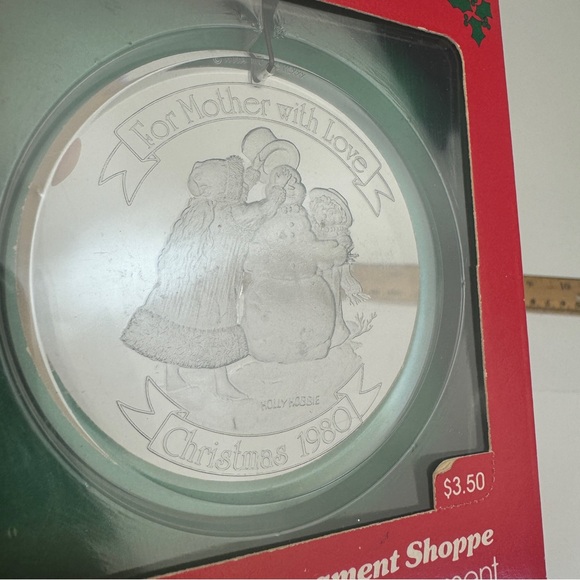 For Mother with Love
HOLLY HOBBIE
Christmas 1980
$3.50
ament Shoppe